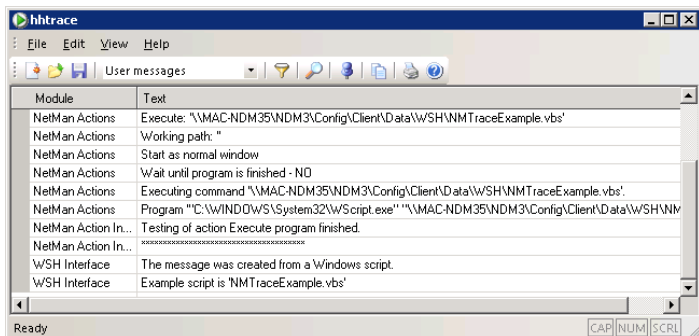 hhtrace
File Edit View Help
User messages
Module Text
NetMan Actions Execute: "\\MAC-NDM35\NDM3\Config\Client\Data\WSH\NMTraceExample.vbs'
NetMan Actions Working path: "
NetMan Actions Start as normal window
NetMan Actions Wait until program is finished - NO
NetMan Actions Executing command "\\MAC-NDM35\NDM3\Config\Client\Data\WSH\NMTraceExample.vbs'.
NetMan Actions Program "'C:\WINDOWS\System32\WScript.exe" "\\MAC-NDM35\NDM3\Config\Client\Data\WSH\NM
NetMan Action In... Testing of action Execute program finished.
NetMan Action In... **************************************
WSH Interface The message was created from a Windows script.
WSH Interface Example script is 'NMTraceExample.vbs'
Ready CAP NUM SCRL